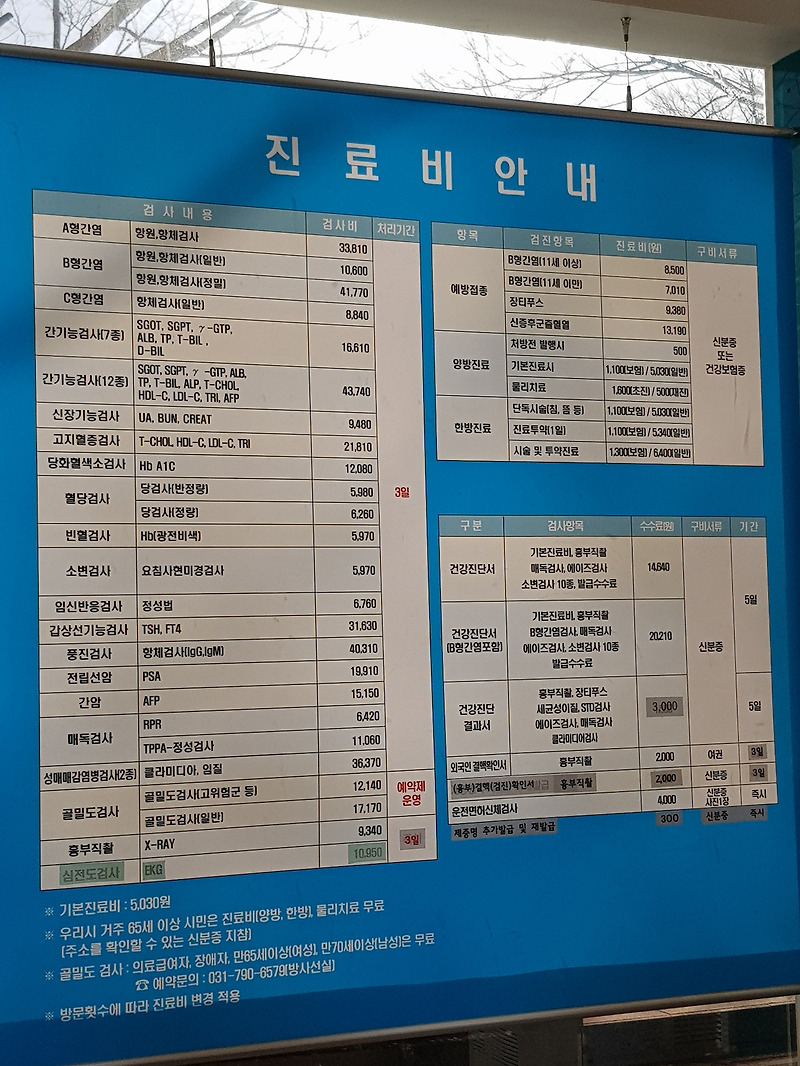 진료비안내
검사내용 검사비 처리기간
A형간염 항원,항체검사 33,810
B형간염 항원,항체검사(일반) 10,600
항원,항체검사(정밀) 41,770
C형간염 항체검사(일반) 8,840
간기능검사(7종) SGOT, SGPT, γ-GTP,
ALB, TP, T-BIL,
D-BIL 16,610
간기능검사(12종) SGOT, SGPT, γ-GTP, ALB,
TP, T-BIL, ALP, T-CHOL,
HDL-C, LDL-C, TRI, AFP 43,740
신장기능검사 UA, BUN, CREAT 9,480
고지혈증검사 T-CHOL, HDL-C, LDL-C, TRI 21,810
당화혈색소검사 Hb A1C 12,080
혈당검사 당검사(반정량) 5,980 3일
당검사(정량) 6,260
빈혈검사 Hb(광전비색) 5,970
소변검사 요침사현미경검사 5,970
임신반응검사 정성법 6,760
갑상선기능검사 TSH, FT4 31,630
풍진검사 항체검사(IgG,IgM) 40,310
전립선암 PSA 19,910
간암 AFP 15,150
매독검사 RPR 6,420
TPPA-정성검사 11,060
성매매감염병검사(2종) 클라미디아, 임질 36,370
골밀도검사 골밀도검사(고위험군 등) 12,140 예약제
운영
골밀도검사(일반) 17,170
흉부직촬 X-RAY 9,340 3일
심전도검사 EKG 10,950
※ 기본진료비 : 5,030원
※ 우리시 거주 65세 이상 시민은 진료비(양방, 한방), 물리치료 무료
(주소를 확인할 수 있는 신분증 지참)
※ 골밀도 검사 : 의료급여자, 장애자, 만65세이상(여성), 만70세이상(남성)은 무료
☎ 예약문의 : 031-790-6579(방사선실)
※ 방문횟수에 따라 진료비 변경 적용
항목 검진항목 진료비(원) 구비서류
예방접종 B형간염(11세 이상) 8,500
B형간염(11세 이만) 7,010
장티푸스 9,380
신증후군출혈열 13,190
신분증
또는
건강보험증
양방진료 처방전 발행시 500
기본진료시 1,100(보험) / 5,030(일반)
물리치료 1,600(초진) / 500(재진)
한방진료 단독시술(침, 뜸 등) 1,100(보험) / 5,030(일반)
진료투약(1일) 1,100(보험) / 5,340(일반)
시술 및 투약진료 1,300(보험) / 6,400(일반)
구분 검사항목 수수료(원) 구비서류 기간
건강진단서 기본진료비, 흉부직촬
매독검사, 에이즈검사
소변검사 10종, 발급수수료 14,640 5일
건강진단서
(B형간염포함) 기본진료비, 흉부직촬
B형간염검사, 매독검사
에이즈검사, 소변검사 10종
발급수수료 20,210 신분증
건강진단
결과서 흉부직촬, 장티푸스
세균성이질, STD검사
에이즈검사, 매독검사
클라미디아검사 3,000 5일
외국인 결핵확인서 흉부직촬 2,000 여권 3일
(흉부)결핵(검진)확인서발급 흉부직촬 2,000 신분증 3일
운전면허신체검사 4,000 신분증
사진1장 즉시
제증명 추가발급 및 재발급 300 신분증 즉시